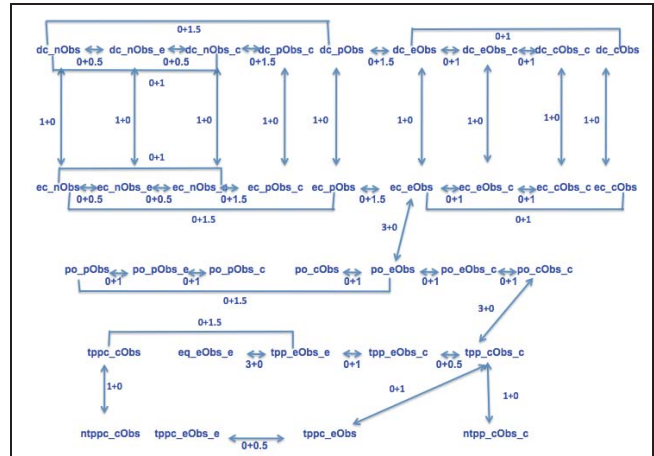 0+1.5
0+1
dc_nObs dc_nObs_e dc_nObs_c dc_pObs_c dc_pObs dc_eObs dc_eObs_c dc_cObs_c dc_cObs
0+0.5 0+0.5 0+1.5 0+1.5 0+1 0+1
0+1
1+0 1+0 1+0 1+0 1+0 1+0 1+0 1+0 1+0
0+1
ec_nObs ec_nObs_e ec_nObs_c ec_pObs_c ec_pObs ec_eObs ec_eObs_c ec_cObs_c ec_cObs
0+0.5 0+0.5 0+1.5 0+1.5 0+1 0+1
0+1.5 0+1
3+0
po_pObs po_pObs_e po_pObs_c po_cObs po_eObs po_eObs_c po_cObs_c
0+1 0+1 0+1 0+1 0+1
0+1.5
3+0
0+1.5
tppc_cObs eq_eObs_e tpp_eObs_e tpp_eObs_c tpp_cObs_c
3+0 0+1 0+0.5
1+0 0+1 1+0
ntppc_cObs tppc_eObs_e tppc_eObs ntpp_cObs_c
0+0.5